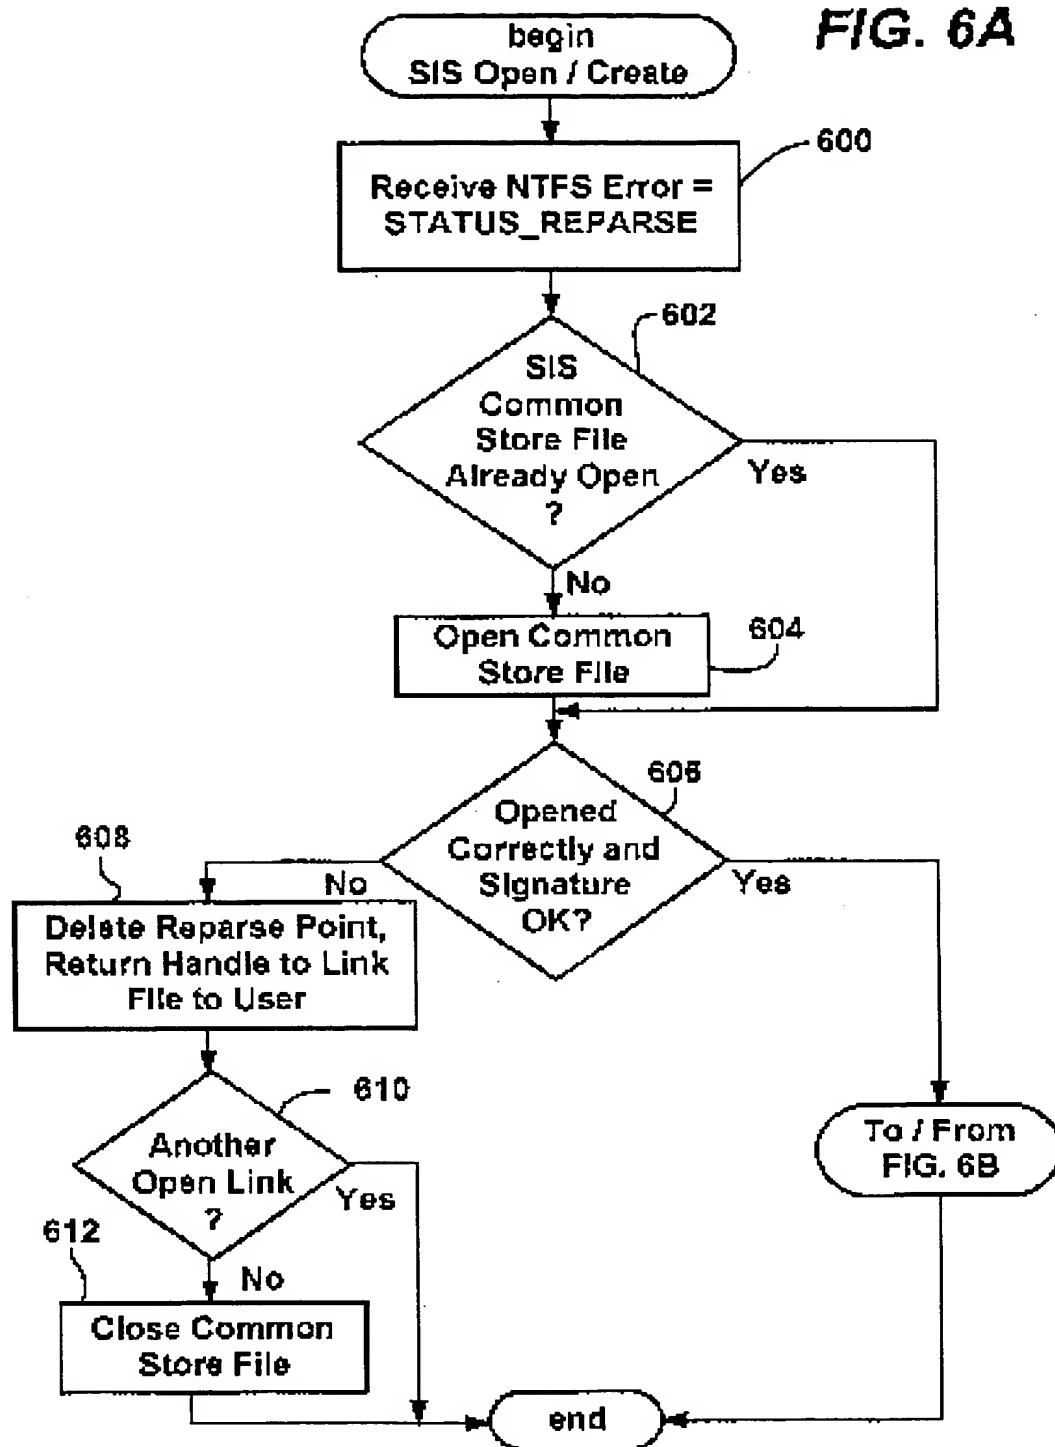 FIG. 6A
begin
SIS Open / Create
600
Receive NTFS Error =
STATUS_REPARSE
602
SIS
Common
Store File
Already Open
?
Yes
No
Open Common
Store File
604
606
Opened
Correctly and
Signature
OK?
No
Yes
608
Delete Reparse Point,
Return Handle to Link
File to User
610
Another
Open Link
?
Yes
No
612
Close Common
Store File
To / From
FIG. 6B
end